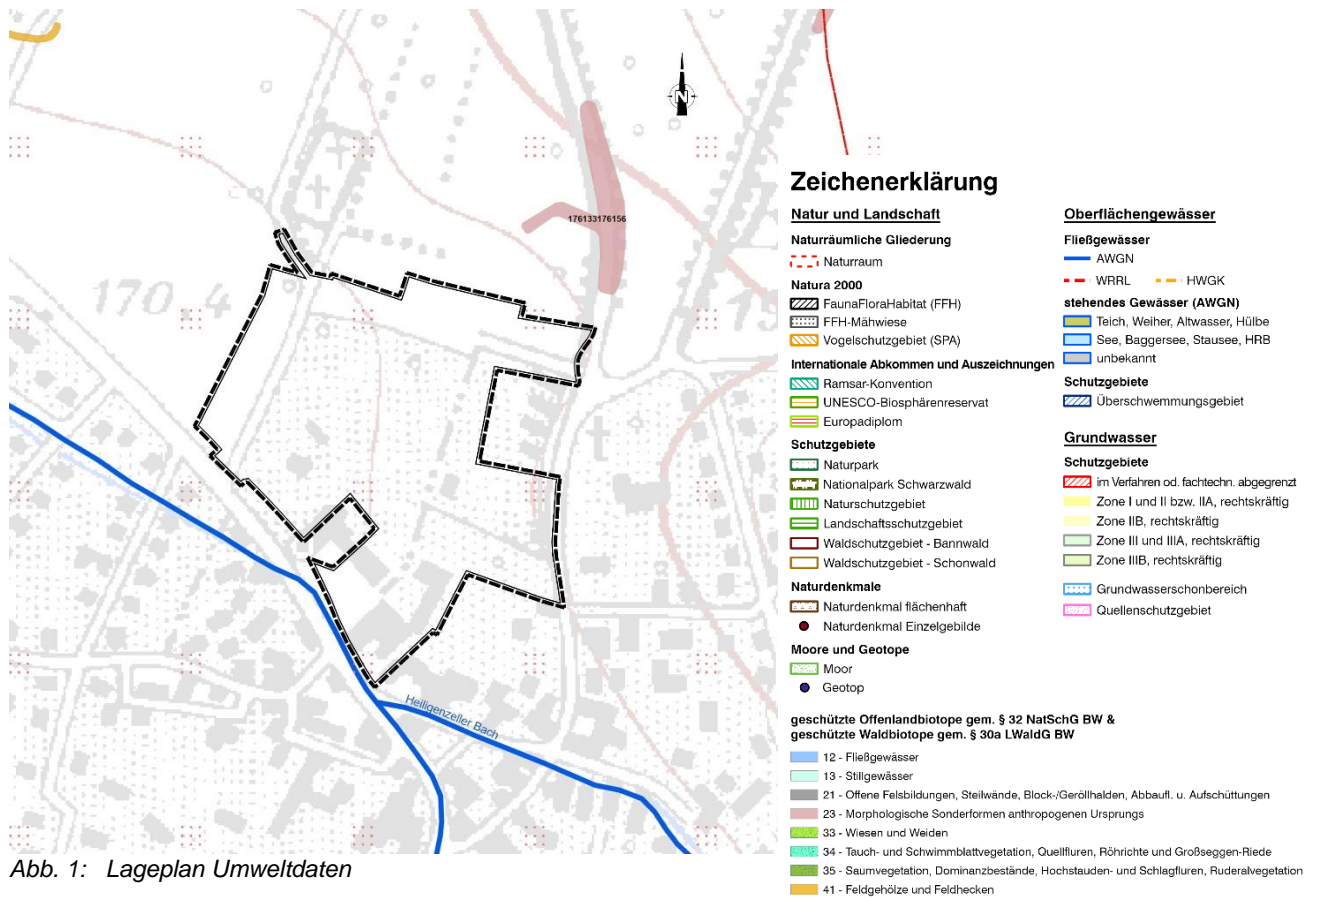 N
176133176156
170,4
Heiligenzeller Bach
Abb. 1: Lageplan Umweltdaten
Zeichenerklärung
Natur und Landschaft
Naturräumliche Gliederung
Naturraum
Natura 2000
FaunaFloraHabitat (FFH)
FFH-Mähwiese
Vogelschutzgebiet (SPA)
Internationale Abkommen und Auszeichnungen
Ramsar-Konvention
UNESCO-Biosphärenreservat
Europadiplom
Schutzgebiete
Naturpark
Nationalpark Schwarzwald
Naturschutzgebiet
Landschaftsschutzgebiet
Waldschutzgebiet - Bannwald
Waldschutzgebiet - Schonwald
Naturdenkmale
Naturdenkmal flächenhaft
Naturdenkmal Einzelgebilde
Moore und Geotope
Moor
Geotop
Oberflächengewässer
Fließgewässer
AWGN
WRRL HWGK
stehendes Gewässer (AWGN)
Teich, Weiher, Altwasser, Hülbe
See, Baggersee, Stausee, HRB
unbekannt
Schutzgebiete
Überschwemmungsgebiet
Grundwasser
Schutzgebiete
im Verfahren od. fachtechn. abgegrenzt
Zone I und II bzw. IIA, rechtskräftig
Zone IIB, rechtskräftig
Zone III und IIIA, rechtskräftig
Zone IIIB, rechtskräftig
Grundwasserschonbereich
Quellenschutzgebiet
geschützte Offenlandbiotope gem. § 32 NatSchG BW &
geschützte Waldbiotope gem. § 30a LWaldG BW
12 - Fließgewässer
13 - Stillgewässer
21 - Offene Felsbildungen, Steilwände, Block-/Geröllhalden, Abbaufl. u. Aufschüttungen
23 - Morphologische Sonderformen anthropogenen Ursprungs
33 - Wiesen und Weiden
34 - Tauch- und Schwimmblattvegetation, Quellfluren, Röhrichte und Großseggen-Riede
35 - Saumvegetation, Dominanzbestände, Hochstauden- und Schlagfluren, Ruderalvegetation
41 - Feldgehölze und Feldhecken